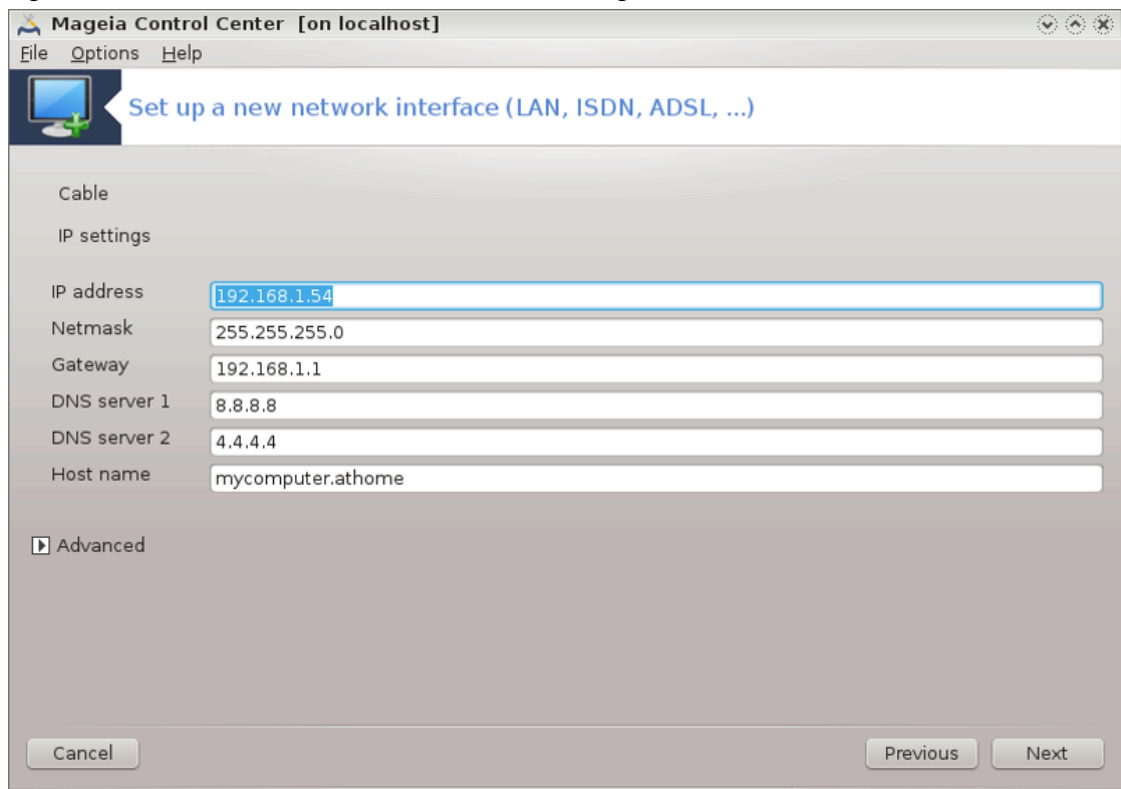 Mageia Control Center [on localhost]
File Options Help
Set up a new network interface (LAN, ISDN, ADSL, ...)
Cable
IP settings
IP address 192.168.1.54
Netmask 255.255.255.0
Gateway 192.168.1.1
DNS server 1 8.8.8.8
DNS server 2 4.4.4.4
Host name mycomputer.athome
Advanced
Cancel Previous Next